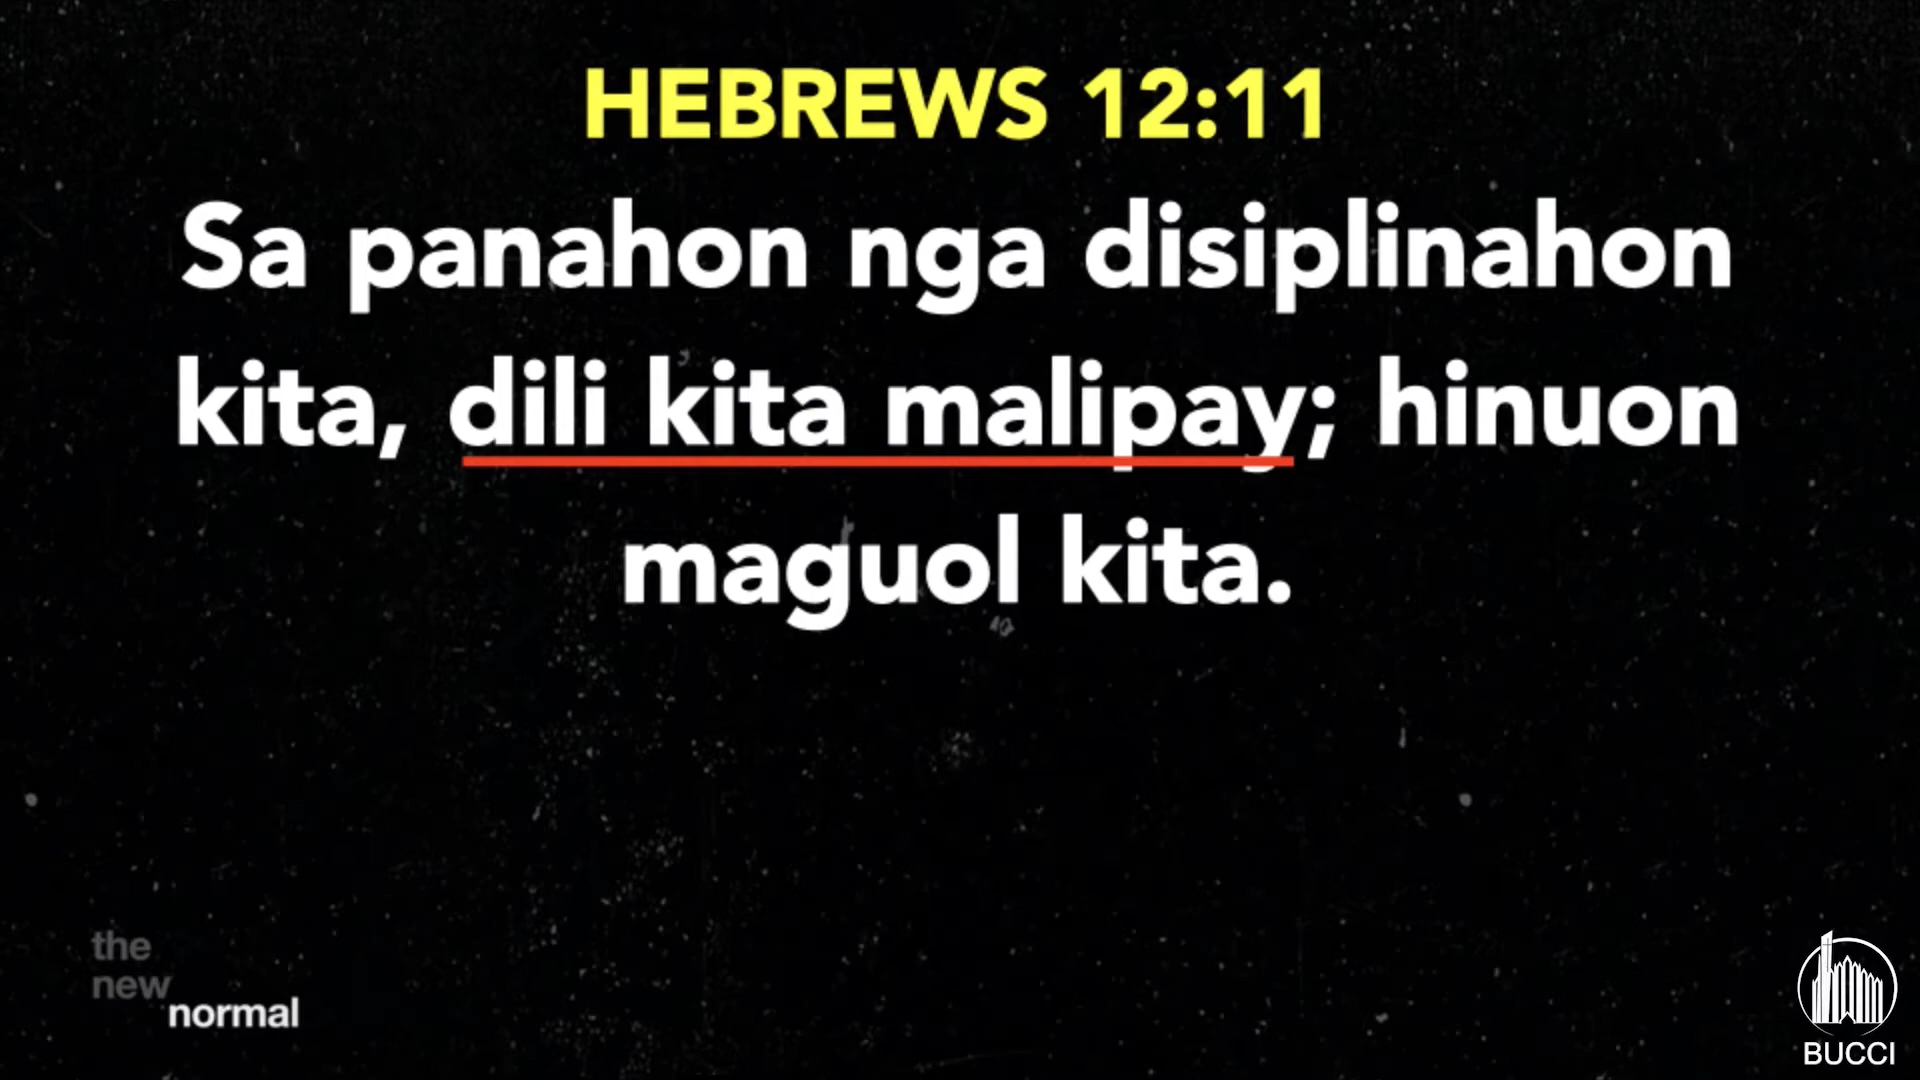 HEBREWS 12:11
Sa panahon nga disiplinahon
kita, dili kita malipay; hinuon
maguol kita.
the
new
normal
BUCCI